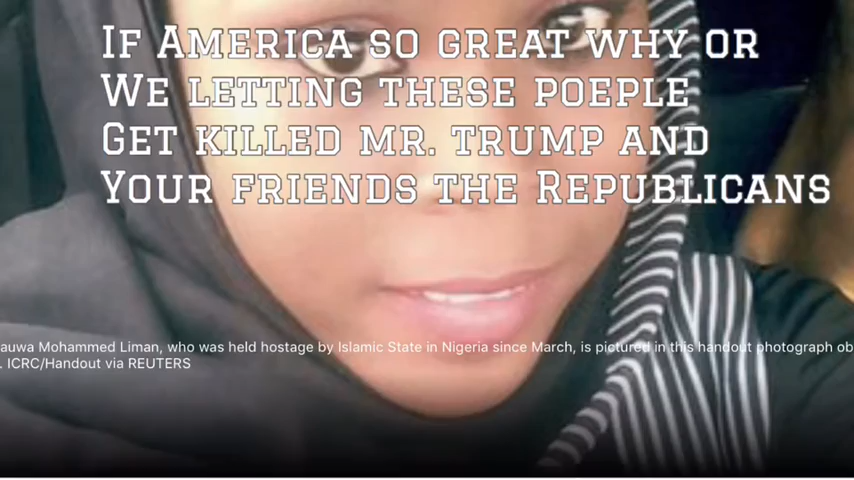 If America so great why or
We letting these poeple
Get killed mr. trump and
Your friends the Republicans
auwa Mohammed Liman, who was held hostage by Islamic State in Nigeria since March, is pictured in this handout photograph ob
. ICRC/Handout via REUTERS